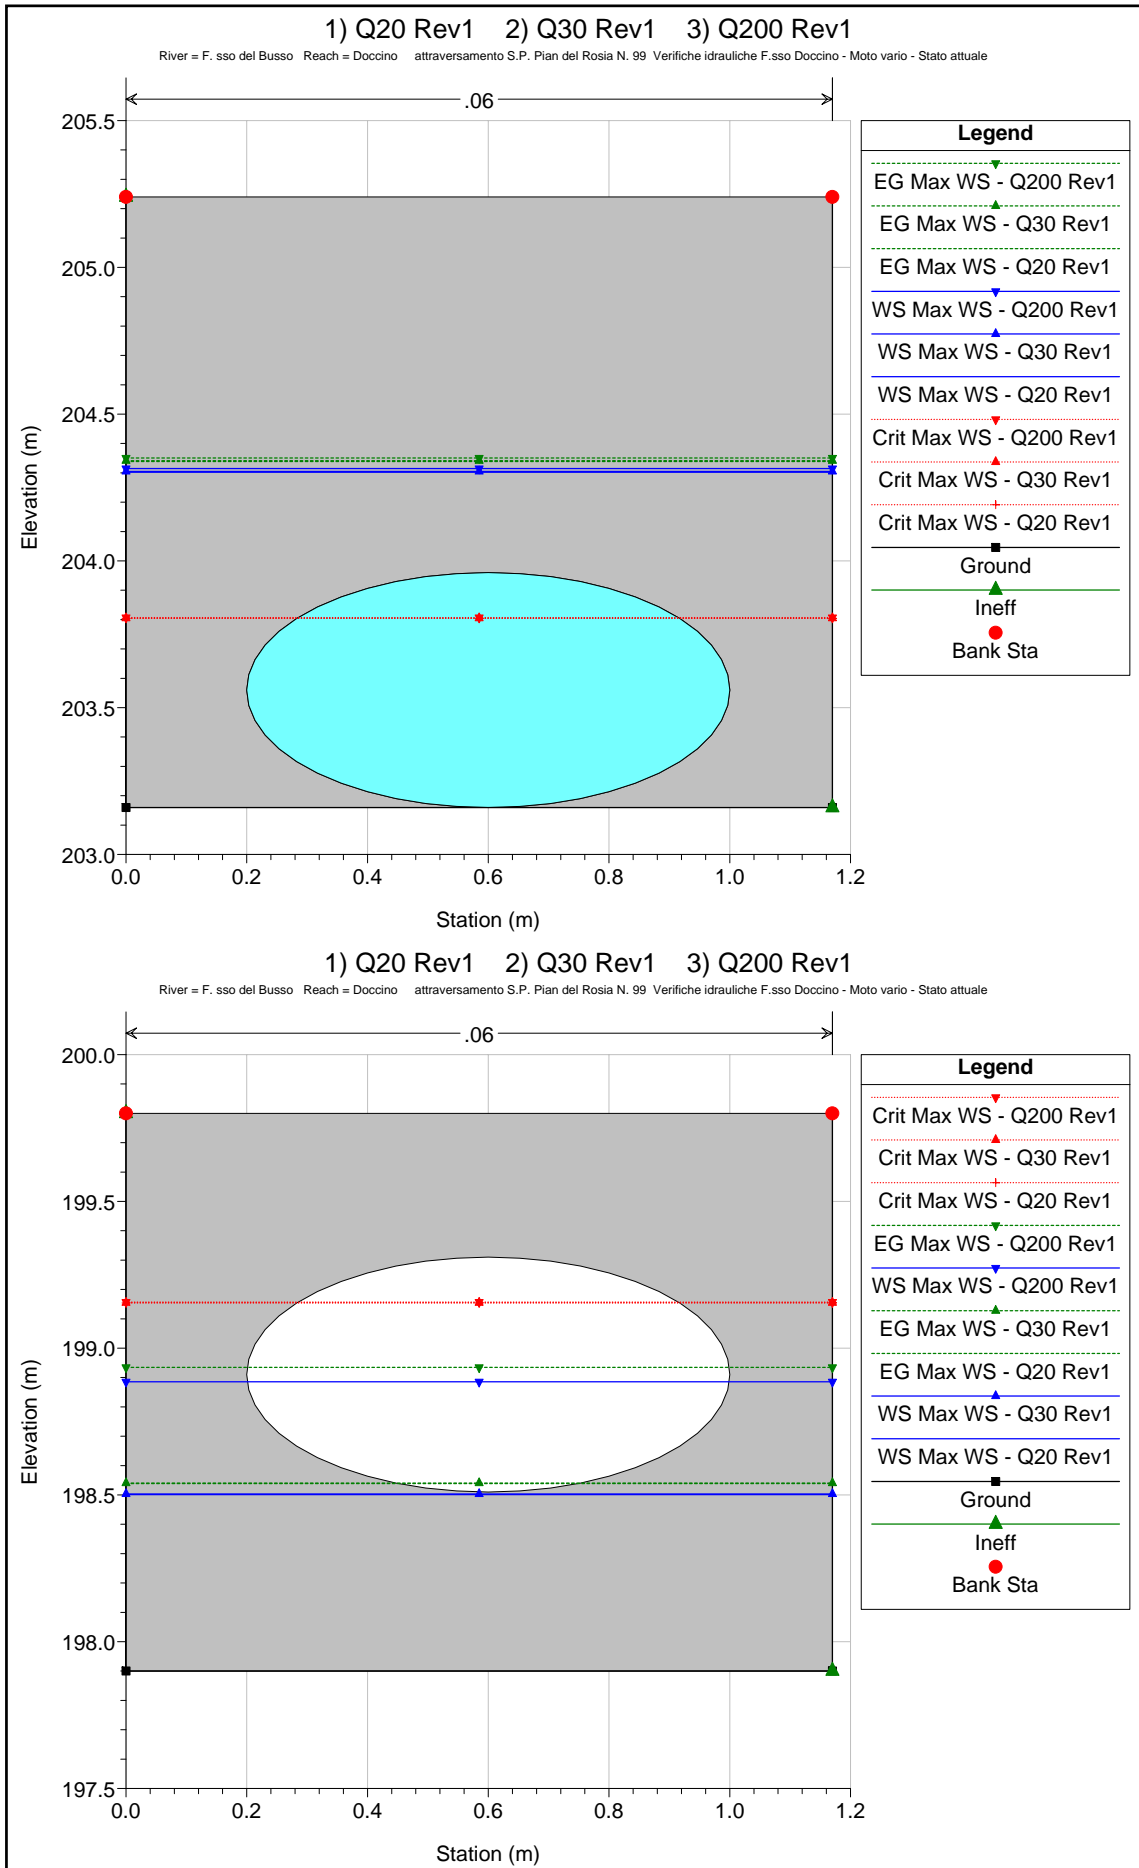 1) Q20 Rev1    2) Q30 Rev1    3) Q200 Rev1
River = F. sso del Busso   Reach = Doccino    attraversamento S.P. Pian del Rosia N. 99  Verifiche idrauliche F.sso Doccino - Moto vario - Stato attuale
.06
205.5
205.0
204.5
204.0
203.5
203.0
Elevation (m)
0.0 0.2 0.4 0.6 0.8 1.0 1.2
Station (m)
Legend
EG Max WS - Q200 Rev1
EG Max WS - Q30 Rev1
EG Max WS - Q20 Rev1
WS Max WS - Q200 Rev1
WS Max WS - Q30 Rev1
WS Max WS - Q20 Rev1
Crit Max WS - Q200 Rev1
Crit Max WS - Q30 Rev1
Crit Max WS - Q20 Rev1
Ground
Ineff
Bank Sta
1) Q20 Rev1    2) Q30 Rev1    3) Q200 Rev1
River = F. sso del Busso   Reach = Doccino    attraversamento S.P. Pian del Rosia N. 99  Verifiche idrauliche F.sso Doccino - Moto vario - Stato attuale
.06
200.0
199.5
199.0
198.5
198.0
197.5
Elevation (m)
0.0 0.2 0.4 0.6 0.8 1.0 1.2
Station (m)
Legend
Crit Max WS - Q200 Rev1
Crit Max WS - Q30 Rev1
Crit Max WS - Q20 Rev1
EG Max WS - Q200 Rev1
WS Max WS - Q200 Rev1
EG Max WS - Q30 Rev1
EG Max WS - Q20 Rev1
WS Max WS - Q30 Rev1
WS Max WS - Q20 Rev1
Ground
Ineff
Bank Sta